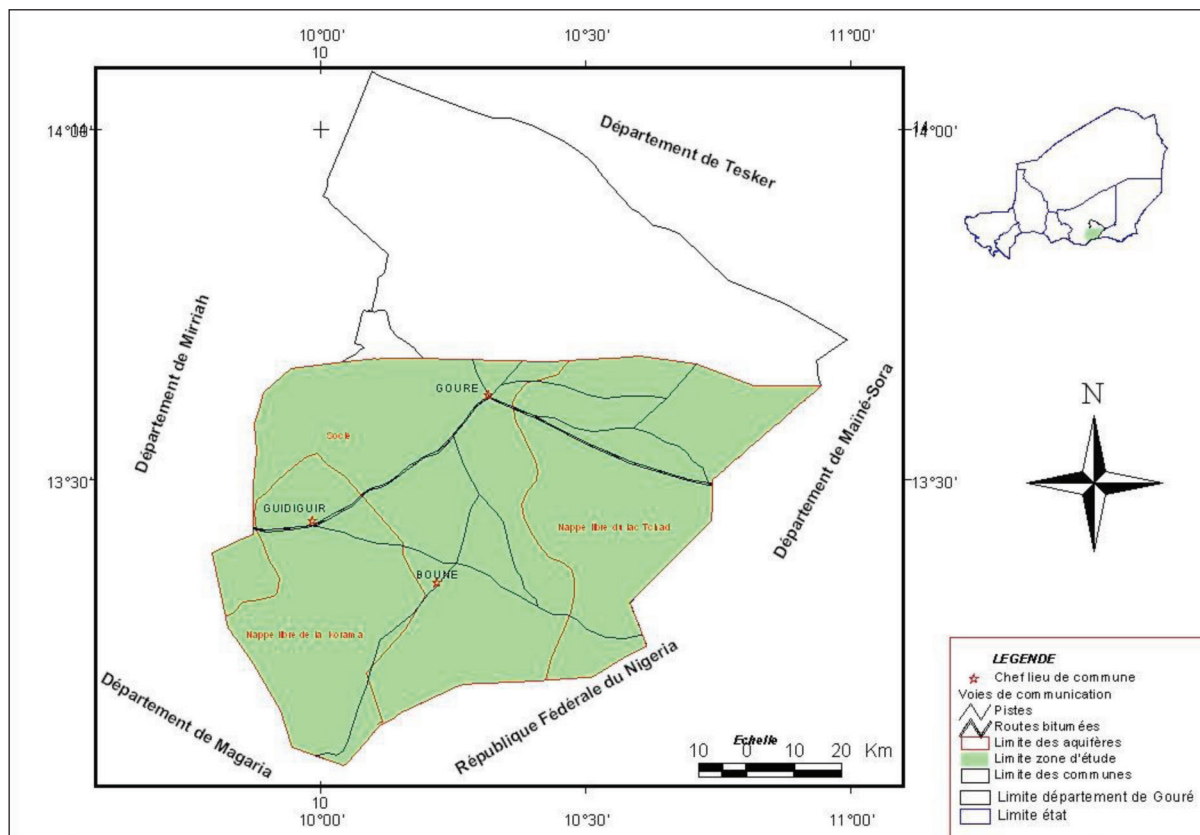 10°00'
10
10°30'
11°00'
14°00'
14°00'
Département de Tesker
Département de Mirriah
GOURE
Socle
Département de Maïné-Sora
13°30'
13°30'
GUIDIGUIR
Nappe libre du lac Tchad
BOUNE
Nappe libre de la Korama
République Fédérale du Nigeria
Département de Magaria
N
Echelle
10 0 10 20 Km
10
10°00'
10°30'
11°00'
LEGENDE
Chef lieu de commune
Voies de communication
Pistes
Routes bitumées
Limite des aquifères
Limite zone d'étude
Limite des communes
Limite département de Gouré
Limite état